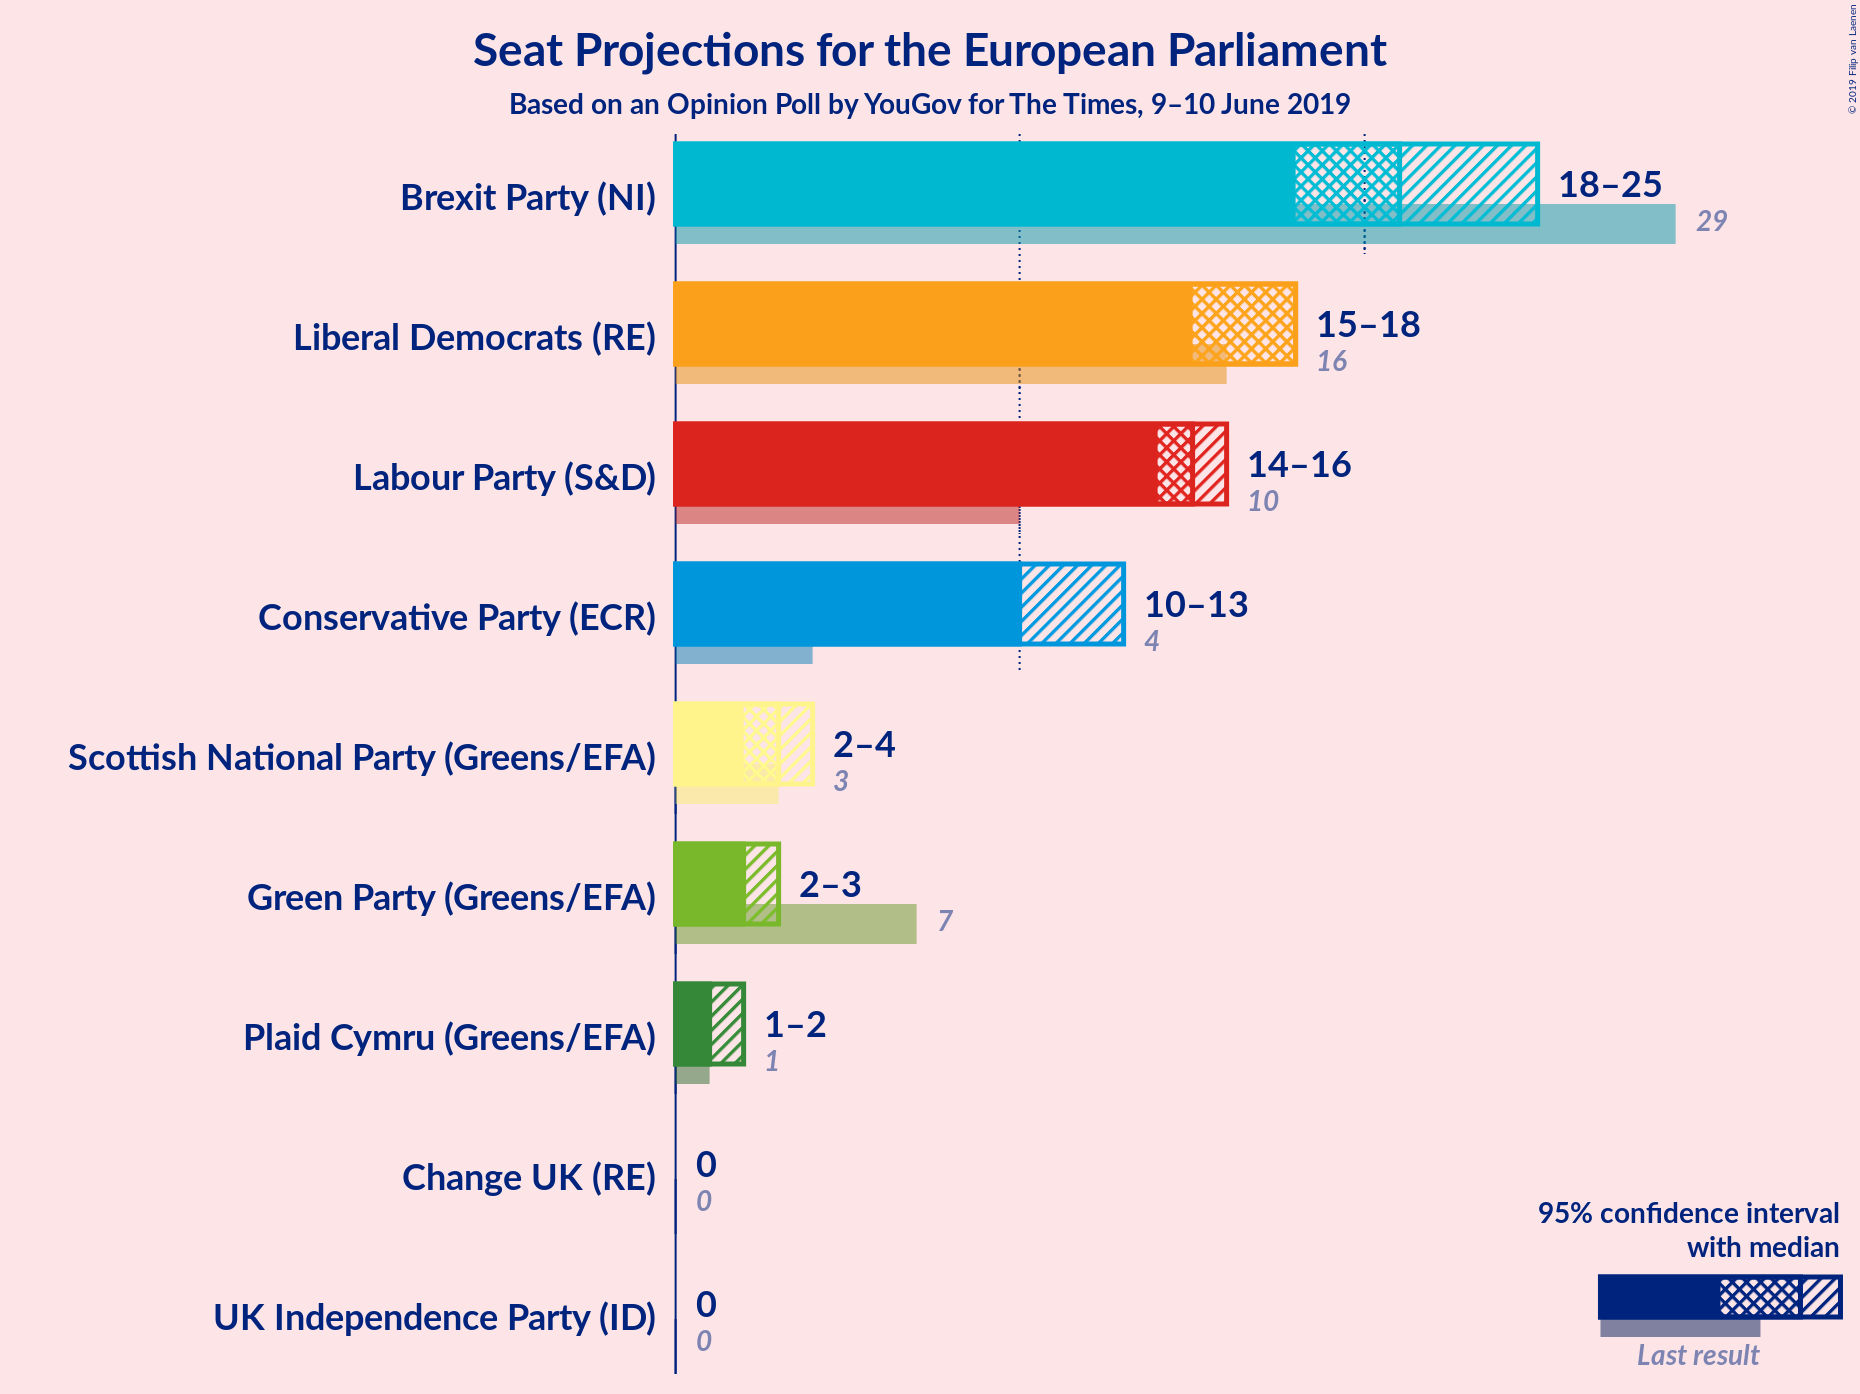 Seat Projections for the European Parliament
Based on an Opinion Poll by YouGov for The Times, 9–10 June 2019
© 2019 Filip van Laenen
Brexit Party (NI)
18–25
29
Liberal Democrats (RE)
15–18
16
Labour Party (S&D)
14–16
10
Conservative Party (ECR)
10–13
4
Scottish National Party (Greens/EFA)
2–4
3
Green Party (Greens/EFA)
2–3
7
Plaid Cymru (Greens/EFA)
1–2
1
Change UK (RE)
0
0
UK Independence Party (ID)
0
0
95% confidence interval
with median
Last result